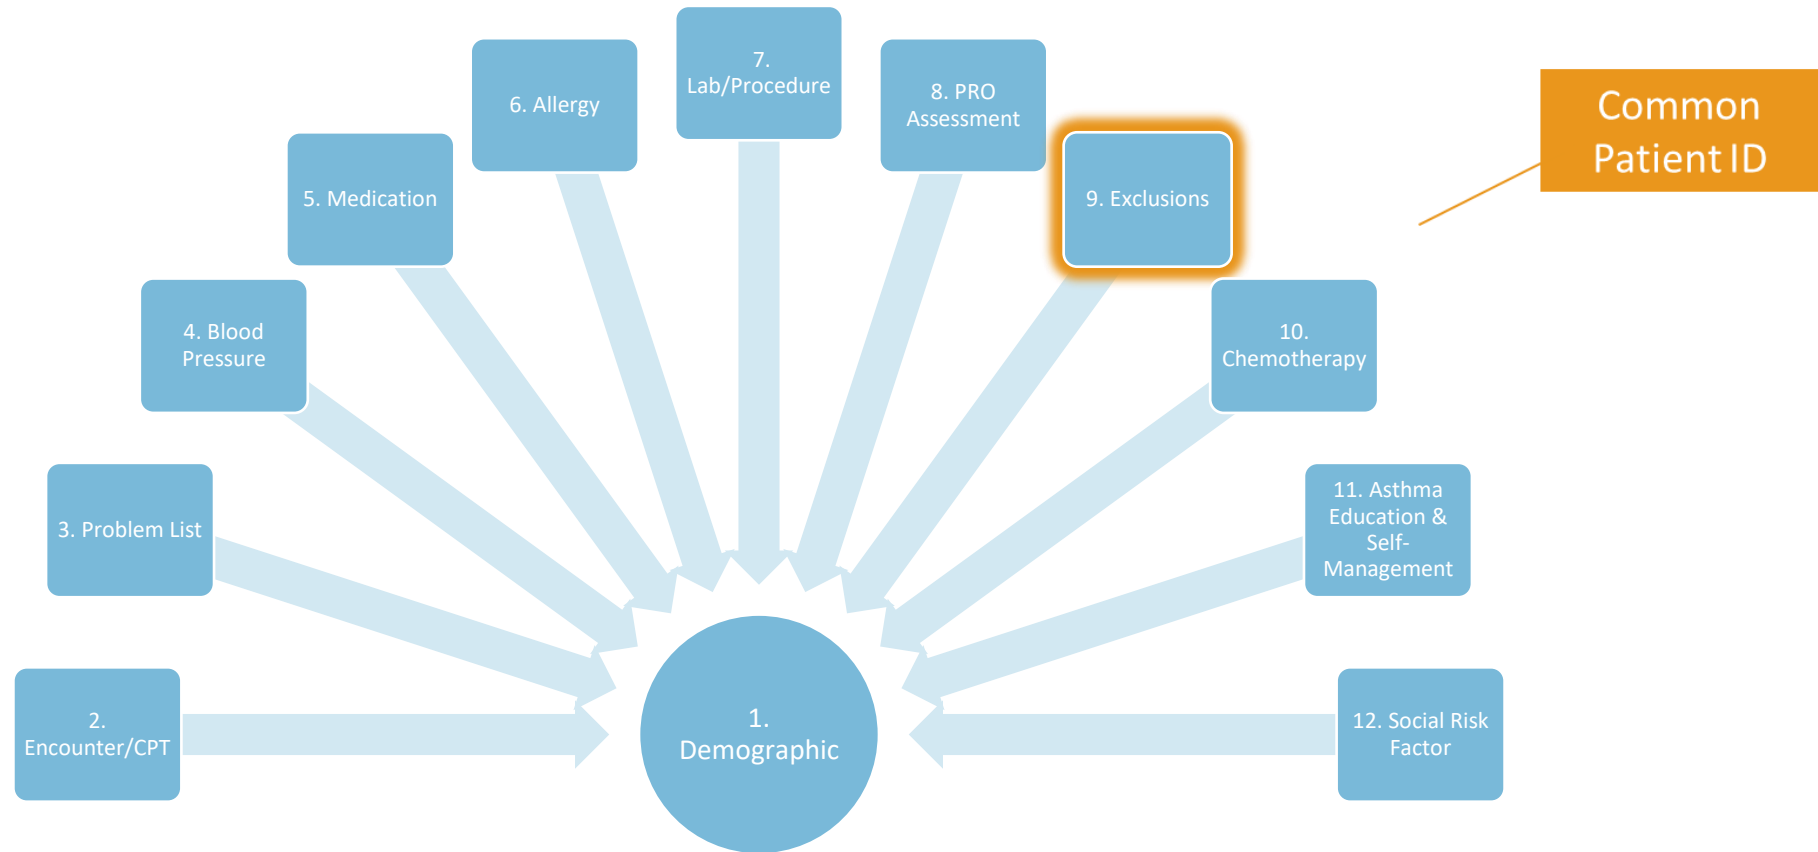 7.
Lab/Procedure
6. Allergy
8. PRO
Assessment
Common
Patient ID
5. Medication
9. Exclusions
4. Blood
Pressure
10.
Chemotherapy
3. Problem List
11. Asthma
Education &
Self-
Management
2.
Encounter/CPT
1.
Demographic
12. Social Risk
Factor